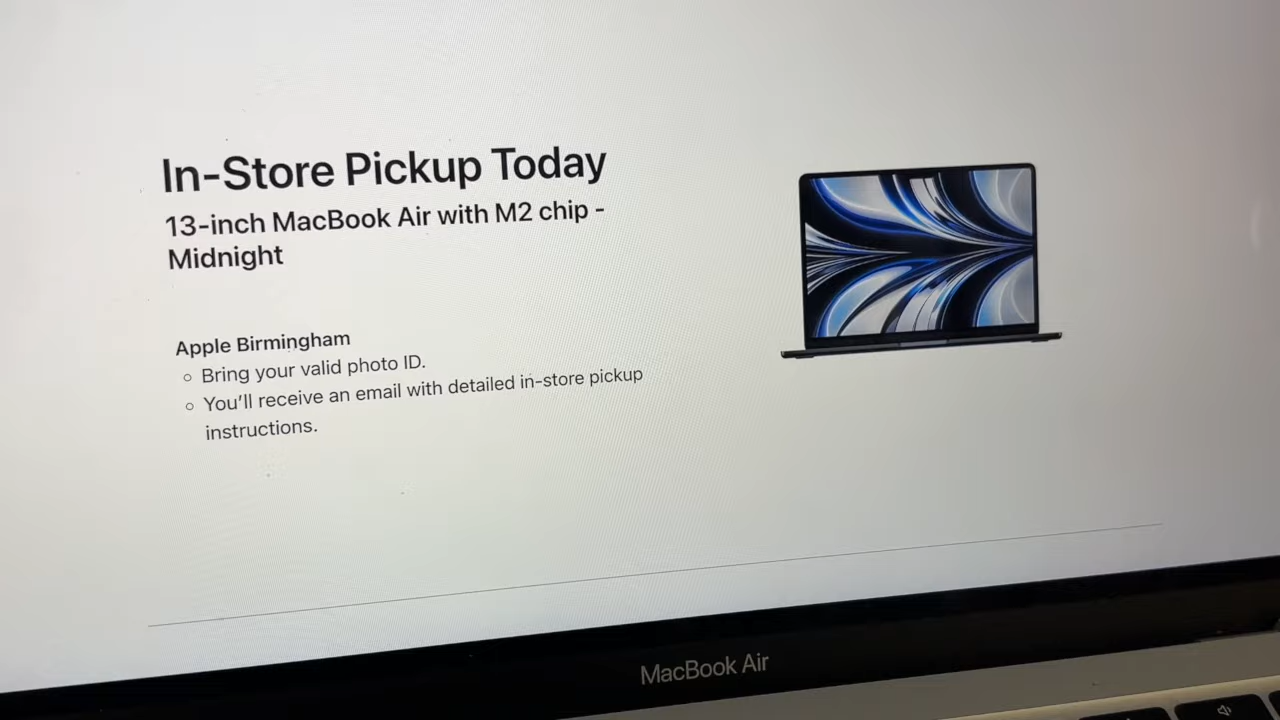 In-Store Pickup Today
13-inch MacBook Air with M2 chip -
Midnight
Apple Birmingham
Bring your valid photo ID.
You'll receive an email with detailed in-store pickup
instructions.
MacBook Air